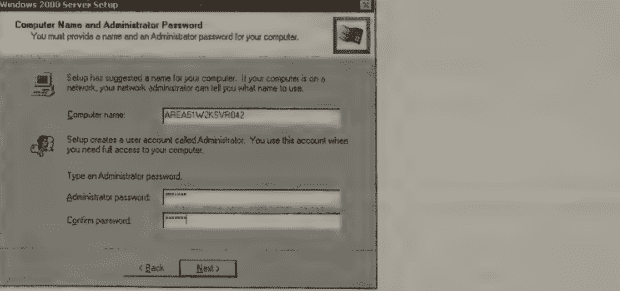 Windows 2000 Server Setup
Computer Name and Administrator Password
You must provide a name and an Administrator password for your computer.
Setup has suggested a name for your computer. If your computer is on a
network, your network administrator can tell you what name to use.
Computer name: AREA51W2KSVR042
Setup creates a user account called Administrator. You use this account when
you need full access to your computer.
Type an Administrator password.
Administrator password: *******
Confirm password: *******
< Back Next >